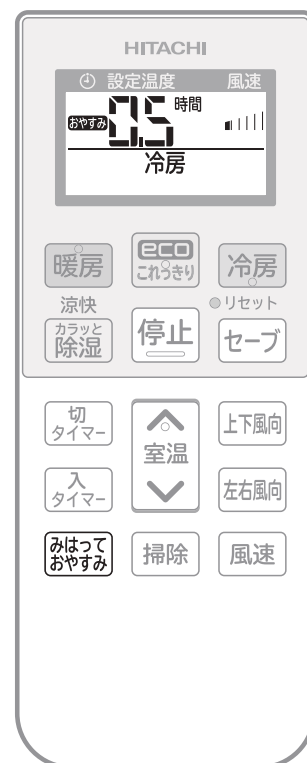 HITACHI
設定温度 風速
おやすみ 0.5 時間
冷房
暖房 eco これっきり 冷房
涼快 リセット
カラッと 除湿 停止 セーブ
切タイマー 上下風向
室温
入タイマー 左右風向
みはっておやすみ 掃除 風速